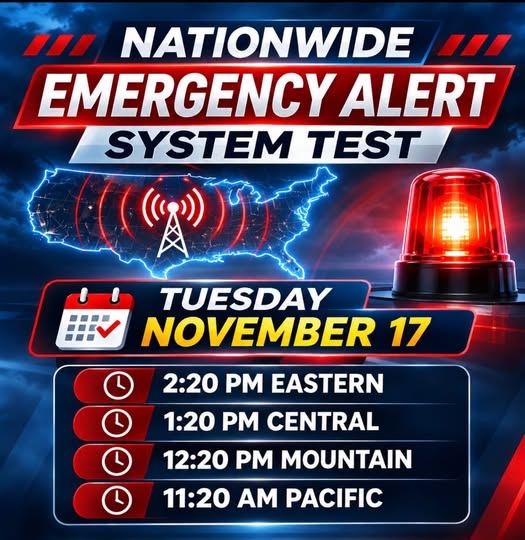 NATIONWIDE
EMERGENCY ALERT
SYSTEM TEST
TUESDAY
NOVEMBER 17
2:20 PM EASTERN
1:20 PM CENTRAL
12:20 PM MOUNTAIN
11:20 AM PACIFIC